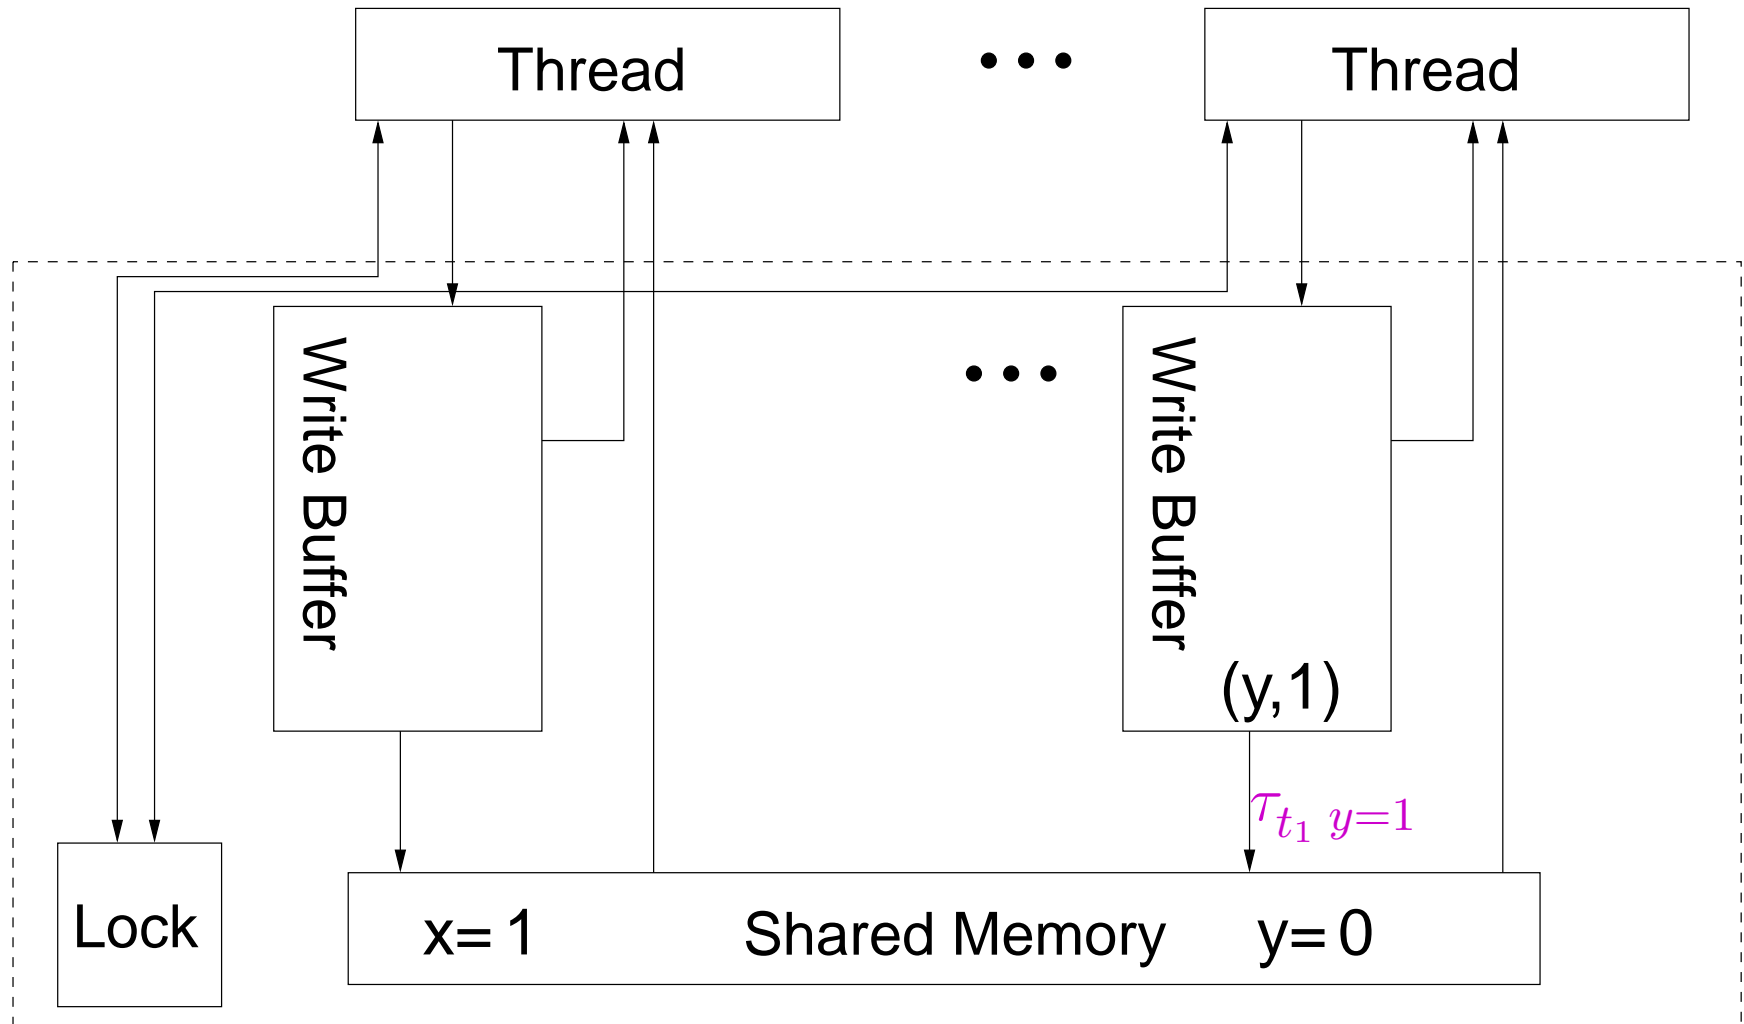 Thread
Thread
Write Buffer
Write Buffer
(y,1)
τt₁ y=1
Lock
x= 1
Shared Memory
y= 0